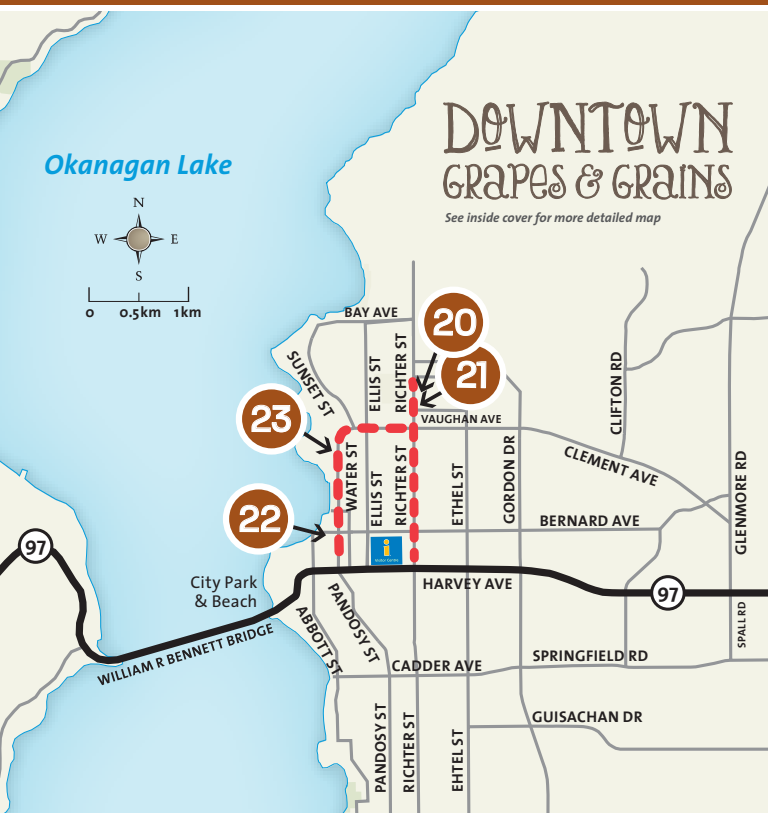 DOWNTOWN
GRAPES & GRAINS
See inside cover for more detailed map
Okanagan Lake
N
W E
S
0 0.5km 1km
BAY AVE
20
SUNSET ST
ELLIS ST
RICHTER ST
21
CLIFTON RD
23
VAUGHAN AVE
WATER ST
ELLIS ST
RICHTER ST
ETHEL ST
GORDON DR
CLEMENT AVE
GLENMORE RD
22
BERNARD AVE
97
i
Visitor Centre
City Park
& Beach
HARVEY AVE
97
SPALL RD
WILLIAM R BENNETT BRIDGE
ABBOTT ST
PANDOSY ST
CADDER AVE
SPRINGFIELD RD
PANDOSY ST
RICHTER ST
EHTEL ST
GUISACHAN DR